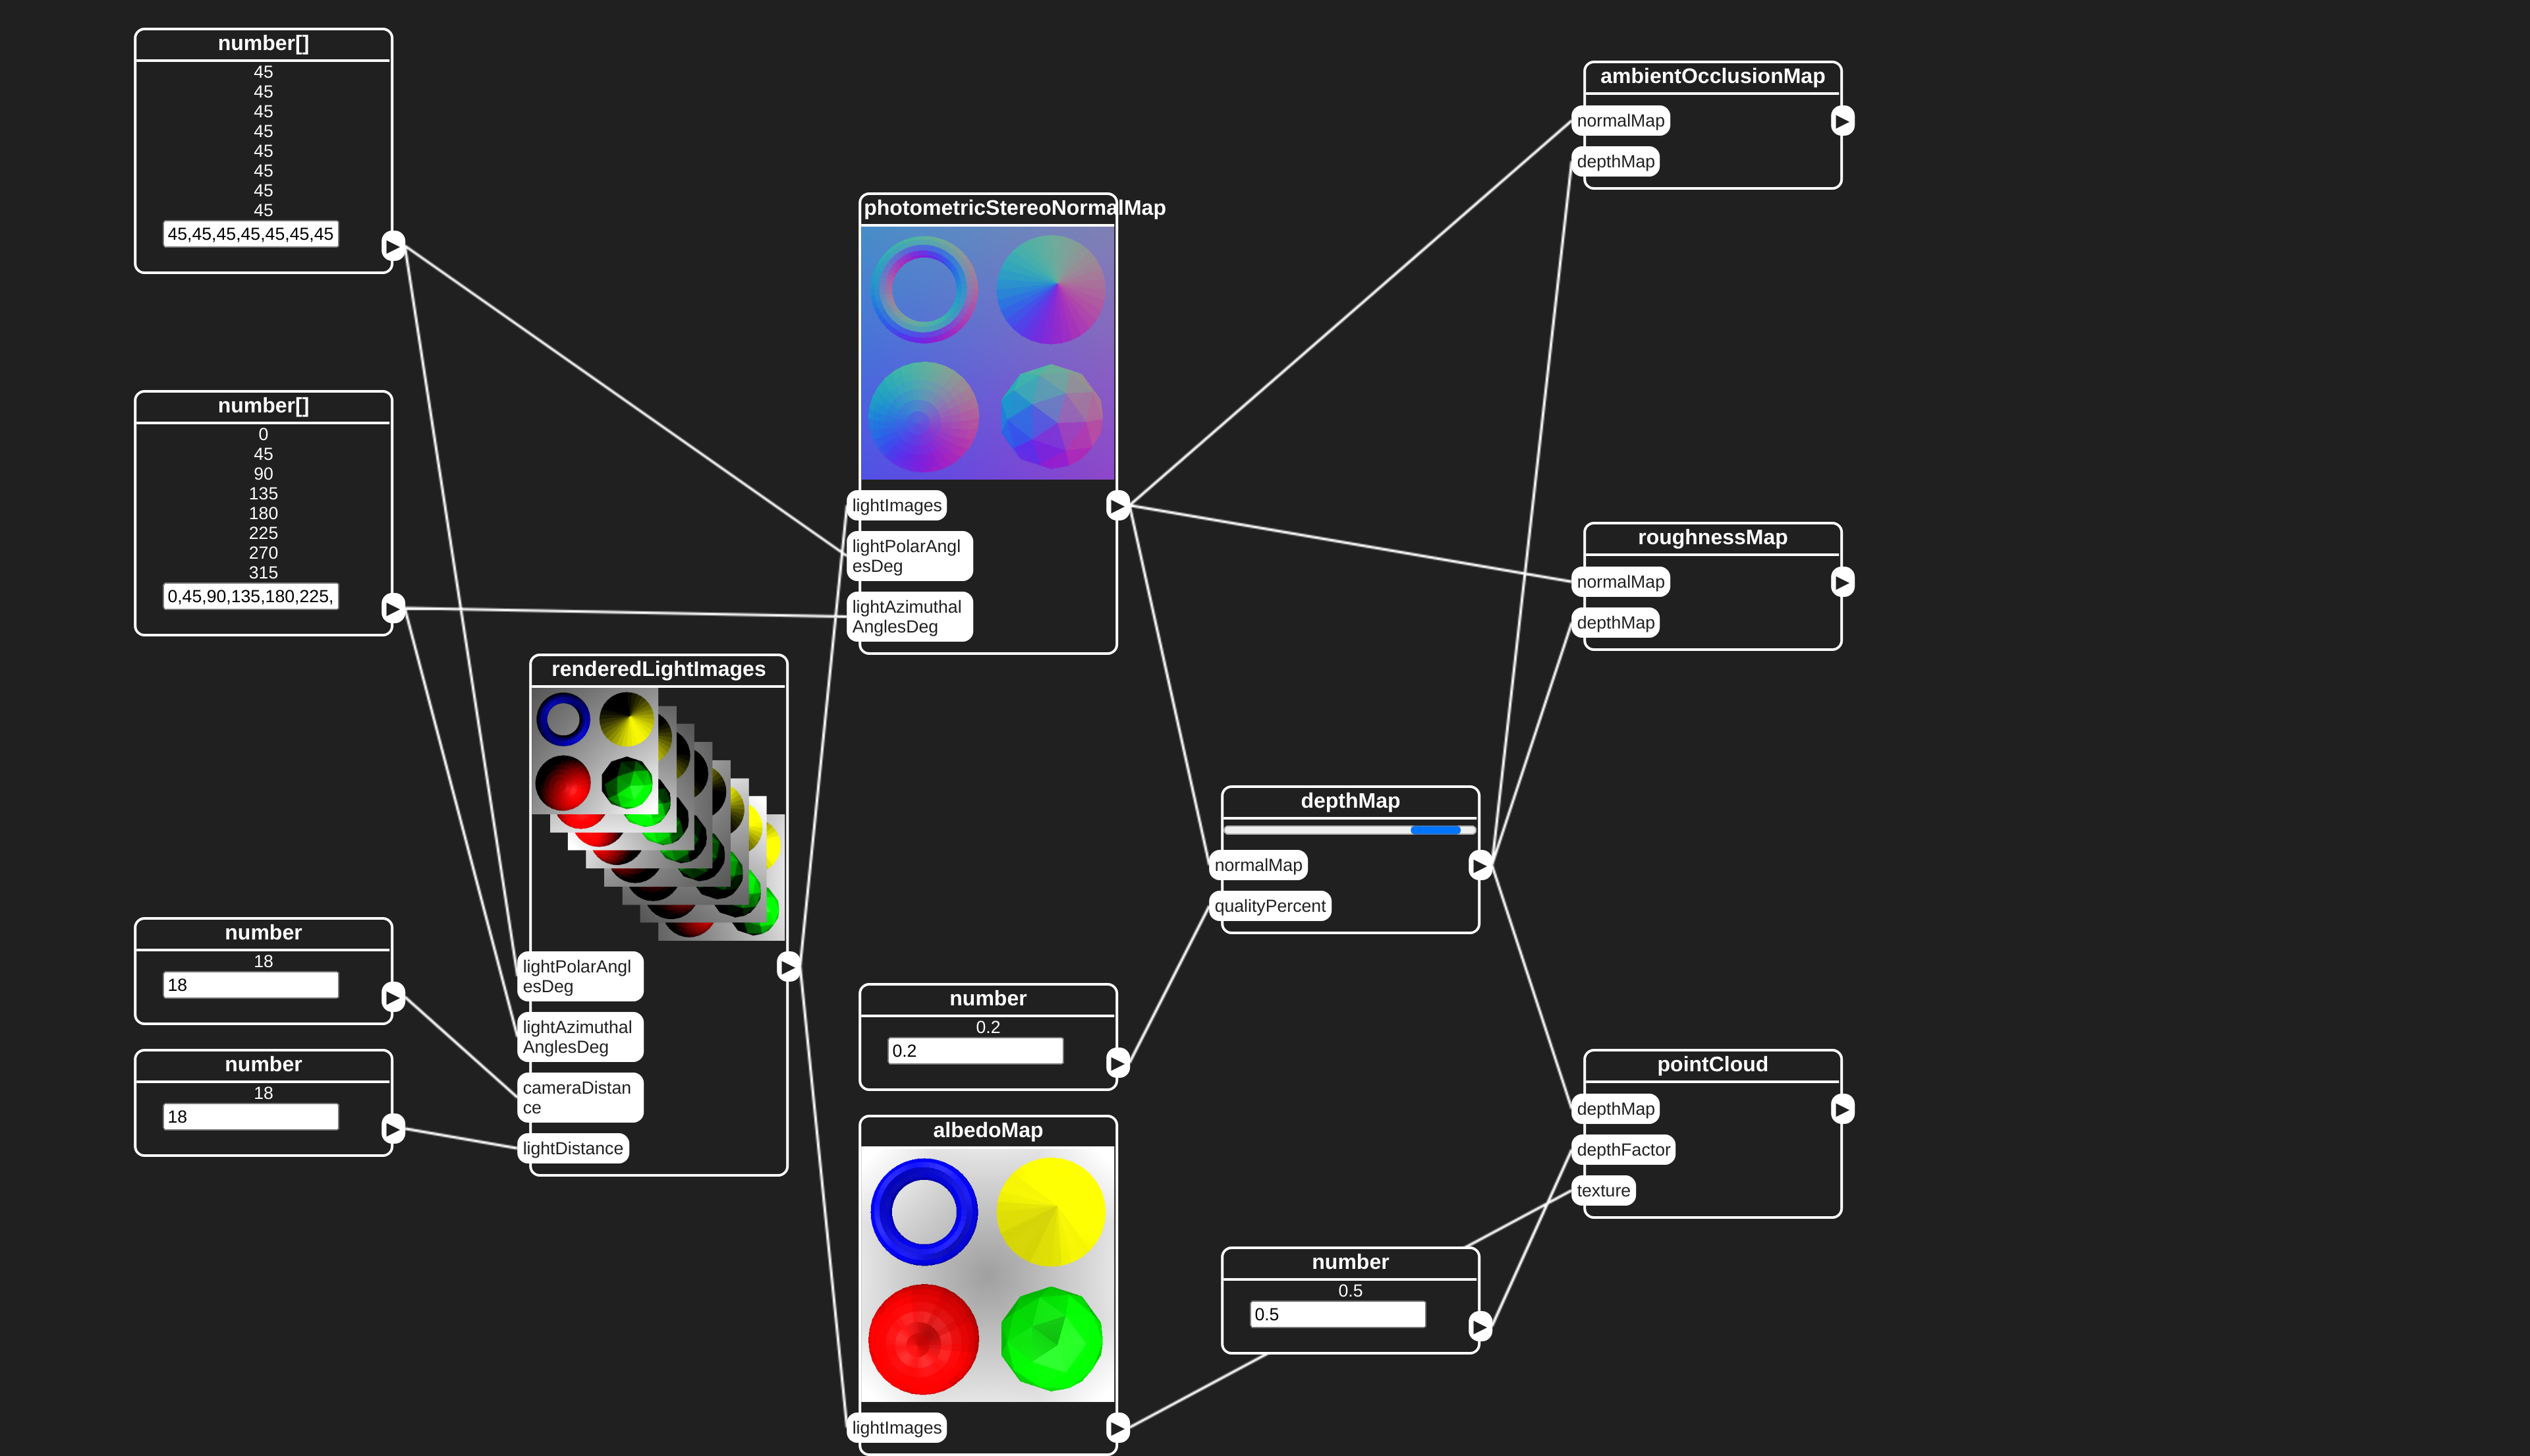 number[]
45
45
45
45
45
45
45
45
45,45,45,45,45,45,45
number[]
0
45
90
135
180
225
270
315
0,45,90,135,180,225,
number
18
18
number
18
18
renderedLightImages
lightPolarAngl
esDeg
lightAzimuthal
AnglesDeg
cameraDistan
ce
lightDistance
photometricStereoNormalMap
lightImages
lightPolarAngl
esDeg
lightAzimuthal
AnglesDeg
number
0.2
0.2
albedoMap
lightImages
depthMap
normalMap
qualityPercent
number
0.5
0.5
ambientOcclusionMap
normalMap
depthMap
roughnessMap
normalMap
depthMap
pointCloud
depthMap
depthFactor
texture